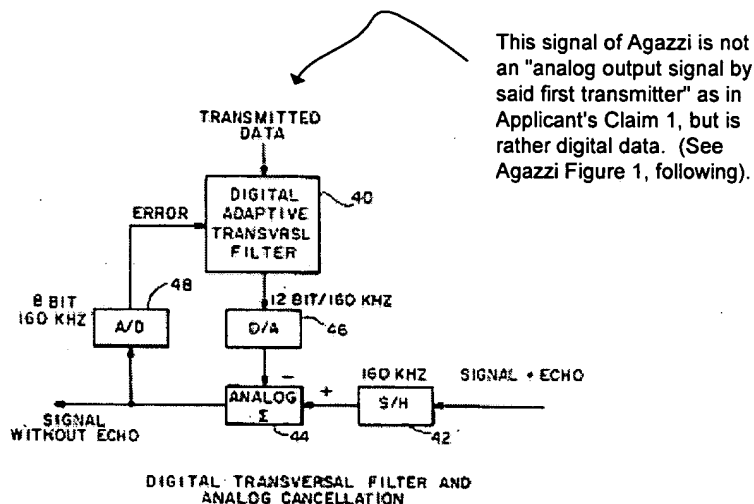 This signal of Agazzi is not
an "analog output signal by
said first transmitter" as in
Applicant's Claim 1, but is
rather digital data. (See
Agazzi Figure 1, following).
TRANSMITTED
DATA
DIGITAL
ADAPTIVE
TRANSVRSL
FILTER
40
ERROR
8 BIT
160 KHZ
A/D
48
12 BIT/160 KHZ
D/A
46
160 KHZ
SIGNAL + ECHO
-
+
ANALOG
Σ
44
S/H
42
SIGNAL
WITHOUT ECHO
DIGITAL TRANSVERSAL FILTER AND
ANALOG CANCELLATION